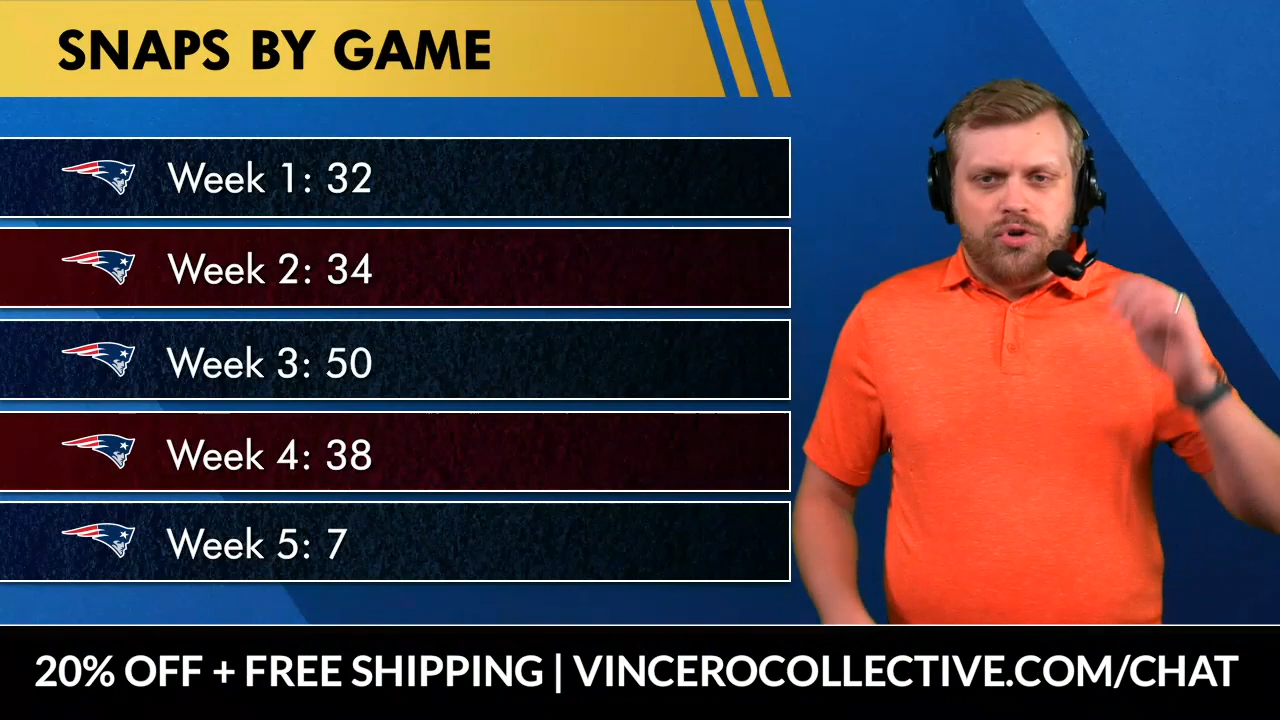 SNAPS BY GAME
Week 1: 32
Week 2: 34
Week 3: 50
Week 4: 38
Week 5: 7
20% OFF + FREE SHIPPING | VINCEROCOLLECTIVE.COM/CHAT